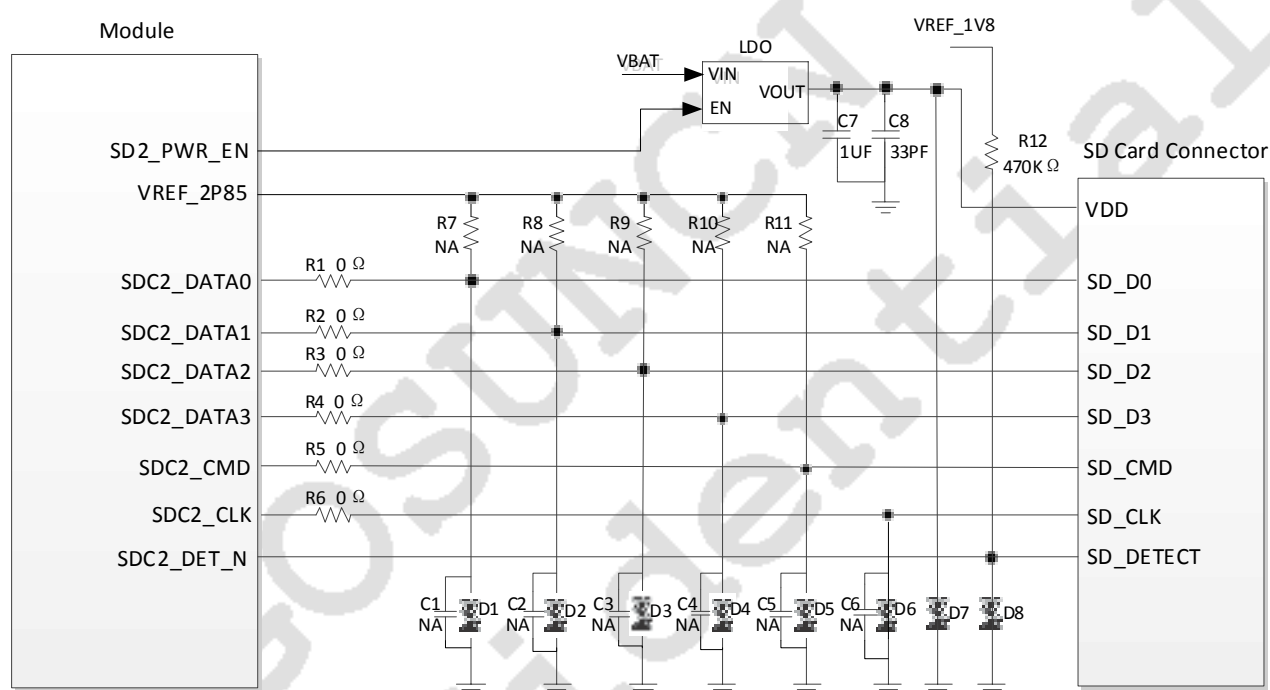 Module
VREF_1V8
LDO
VBAT
VIN
VOUT
EN
C7
1UF
C8
33PF
R12
470KΩ
SD Card Connector
SD2_PWR_EN
VREF_2P85
VDD
R7
NA
R8
NA
R9
NA
R10
NA
R11
NA
SDC2_DATA0
R1 0 Ω
SD_D0
SDC2_DATA1
R2 0 Ω
SD_D1
SDC2_DATA2
R3 0 Ω
SD_D2
SDC2_DATA3
R4 0 Ω
SD_D3
SDC2_CMD
R5 0 Ω
SD_CMD
SDC2_CLK
R6 0 Ω
SD_CLK
SDC2_DET_N
SD_DETECT
C1
NA
D1
C2
NA
D2
C3
NA
D3
C4
NA
D4
C5
NA
D5
C6
NA
D6
D7
D8
GOSUNCN
idential